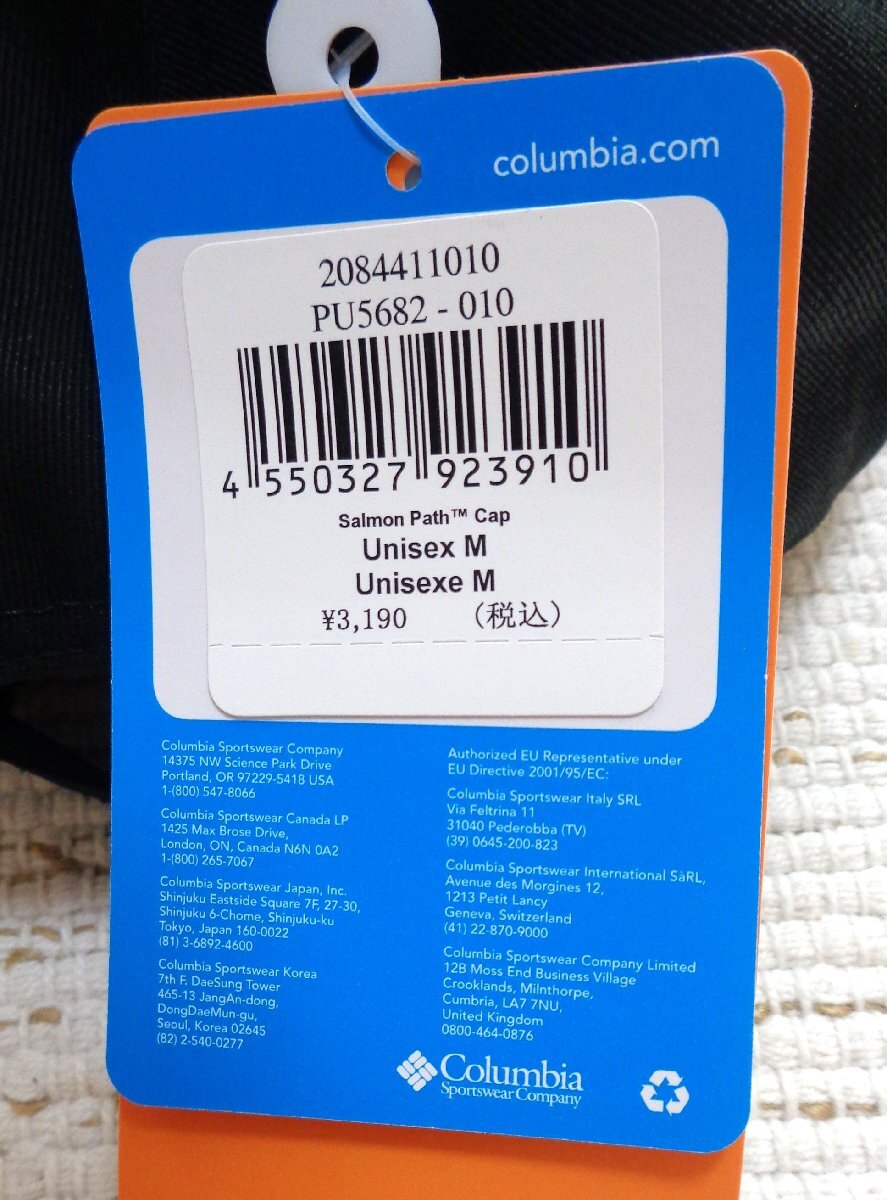 columbia.com
2084411010
PU5682 - 010
4 550327 923910
Salmon Path™ Cap
Unisex M
Unisexe M
¥3,190 (税込)
Columbia Sportswear Company
14375 NW Science Park Drive
Portland, OR 97229-5418 USA
1-(800) 547-8066
Columbia Sportswear Canada LP
1425 Max Brose Drive,
London, ON, Canada N6N 0A2
1-(800) 265-7067
Columbia Sportswear Japan, Inc.
Shinjuku Eastside Square 7F, 27-30,
Shinjuku 6-Chome, Shinjuku-ku
Tokyo, Japan 160-0022
(81) 3-6892-4600
Columbia Sportswear Korea
7th F. DaeSung Tower
465-13 JangAn-dong,
DongDaeMun-gu,
Seoul, Korea 02645
(82) 2-540-0277
Authorized EU Representative under
EU Directive 2001/95/EC:
Columbia Sportswear Italy SRL
Via Feltrina 11
31040 Pederobba (TV)
(39) 0645-200-823
Columbia Sportswear International SàRL,
Avenue des Morgines 12,
1213 Petit Lancy
Geneva, Switzerland
(41) 22-870-9000
Columbia Sportswear Company Limited
12B Moss End Business Village
Crooklands, Milnthorpe,
Cumbria, LA7 7NU,
United Kingdom
0800-464-0876
Columbia
Sportswear Company